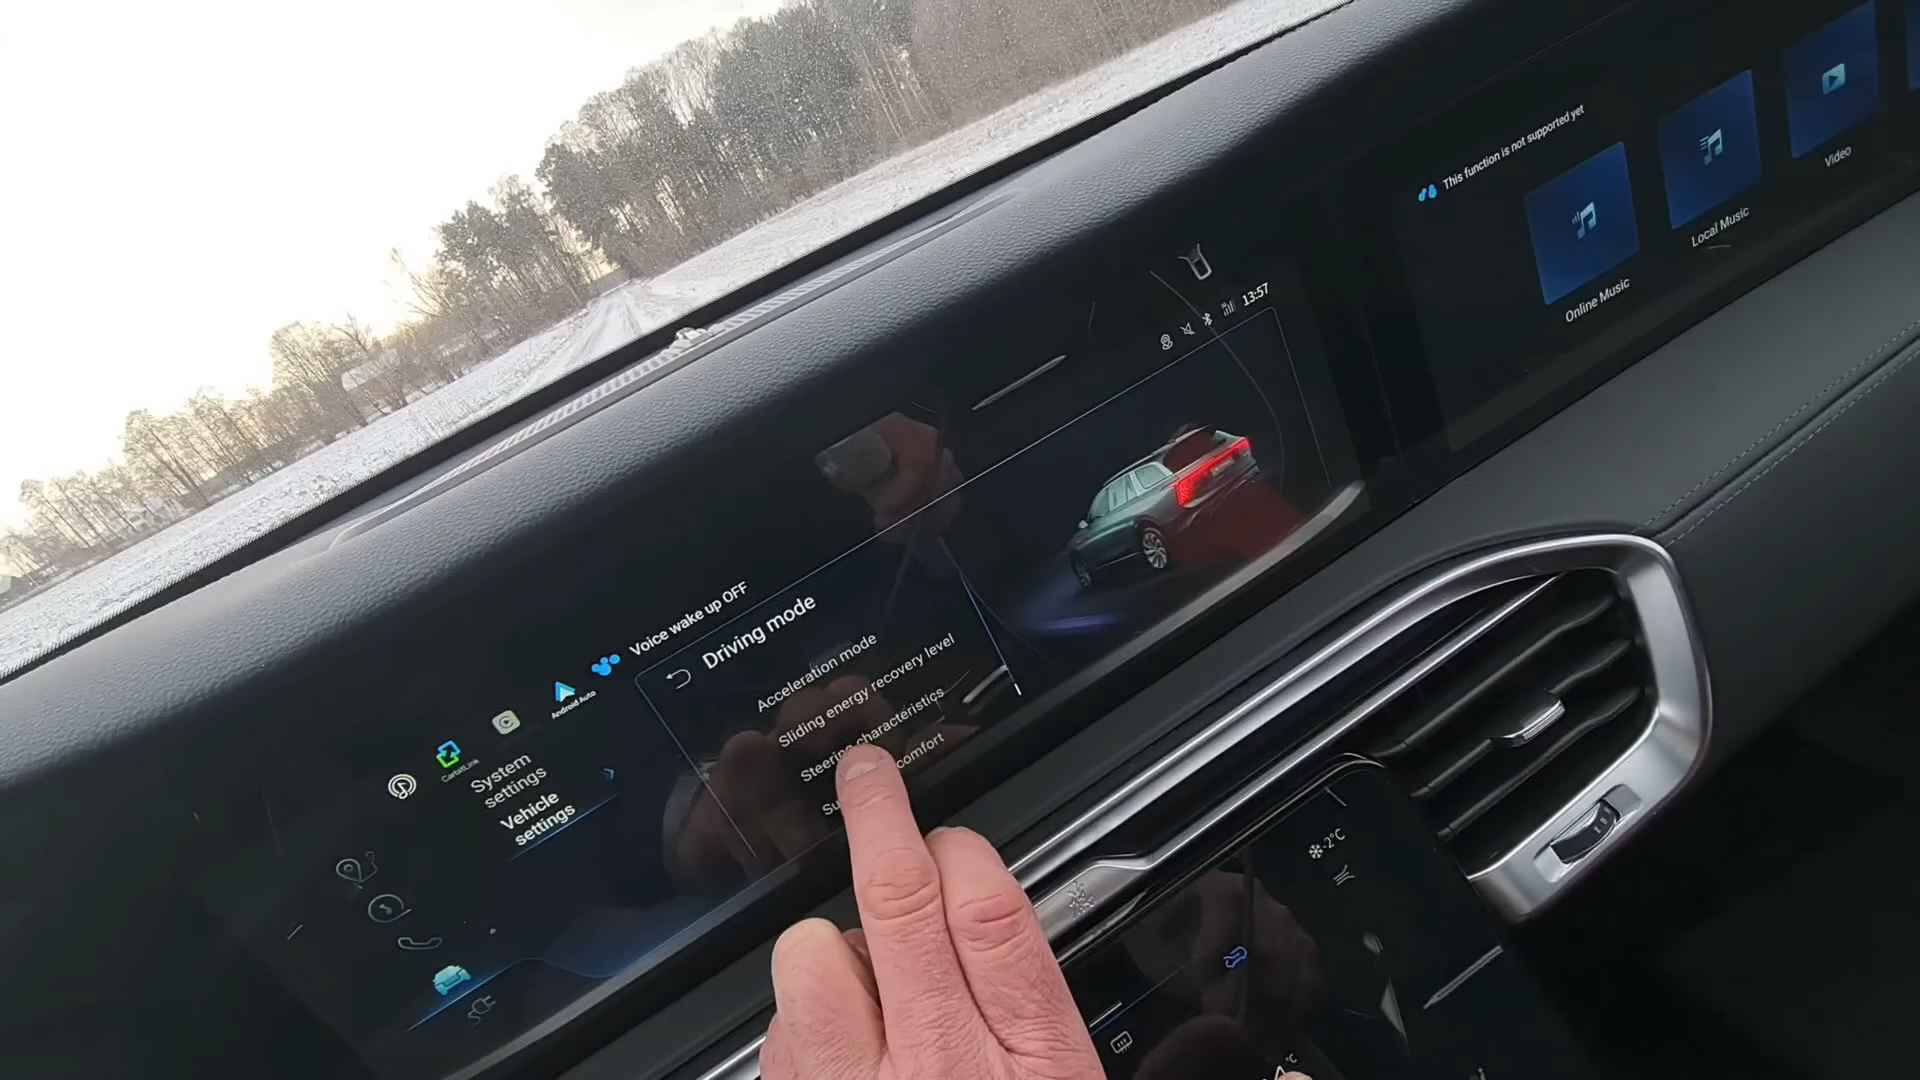 This function is not supported yet
Online Music
Local Music
Video
13:57
Voice wake up OFF
Android Auto
CarbitLink
System
settings
Vehicle
settings
Driving mode
Acceleration mode
Sliding energy recovery level
Steering characteristics
comfort
-2°C
°C